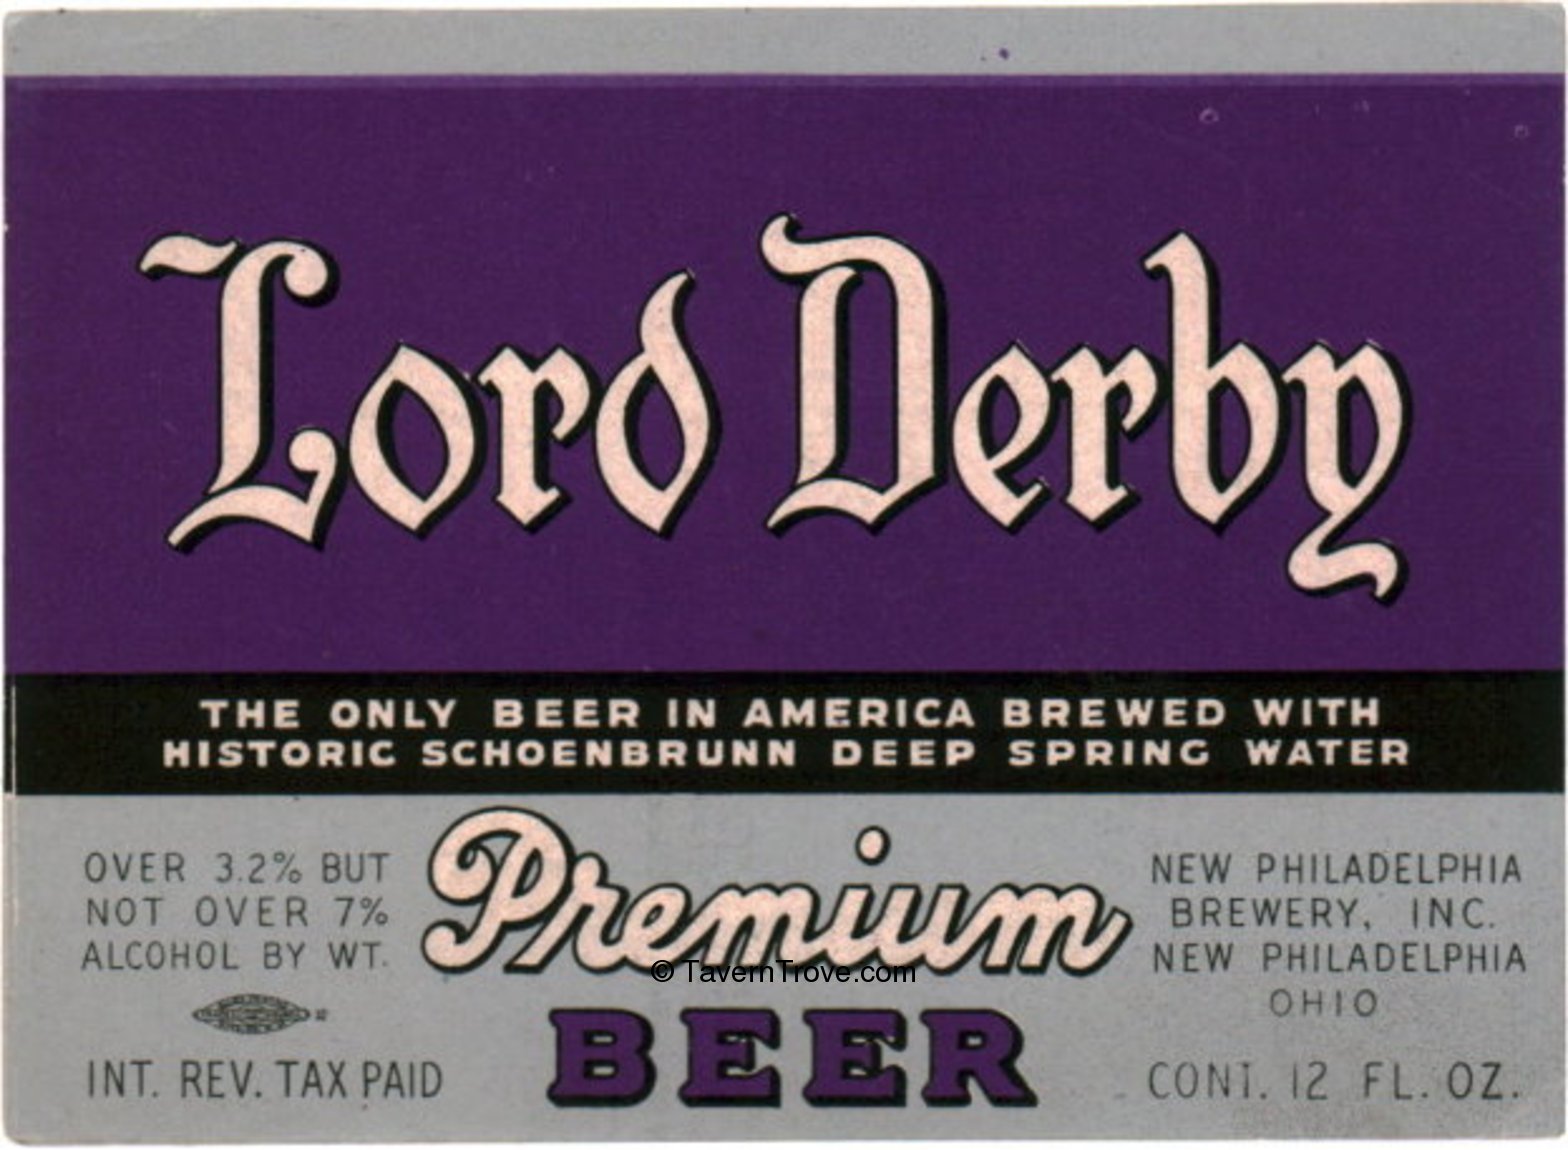 Lord Derby
THE ONLY BEER IN AMERICA BREWED WITH
HISTORIC SCHOENBRUNN DEEP SPRING WATER
OVER 3.2% BUT
NOT OVER 7%
ALCOHOL BY WT.
INT. REV. TAX PAID
Premium
© TavernTrove.com
BEER
NEW PHILADELPHIA
BREWERY, INC.
NEW PHILADELPHIA
OHIO
CONT. 12 FL. OZ.